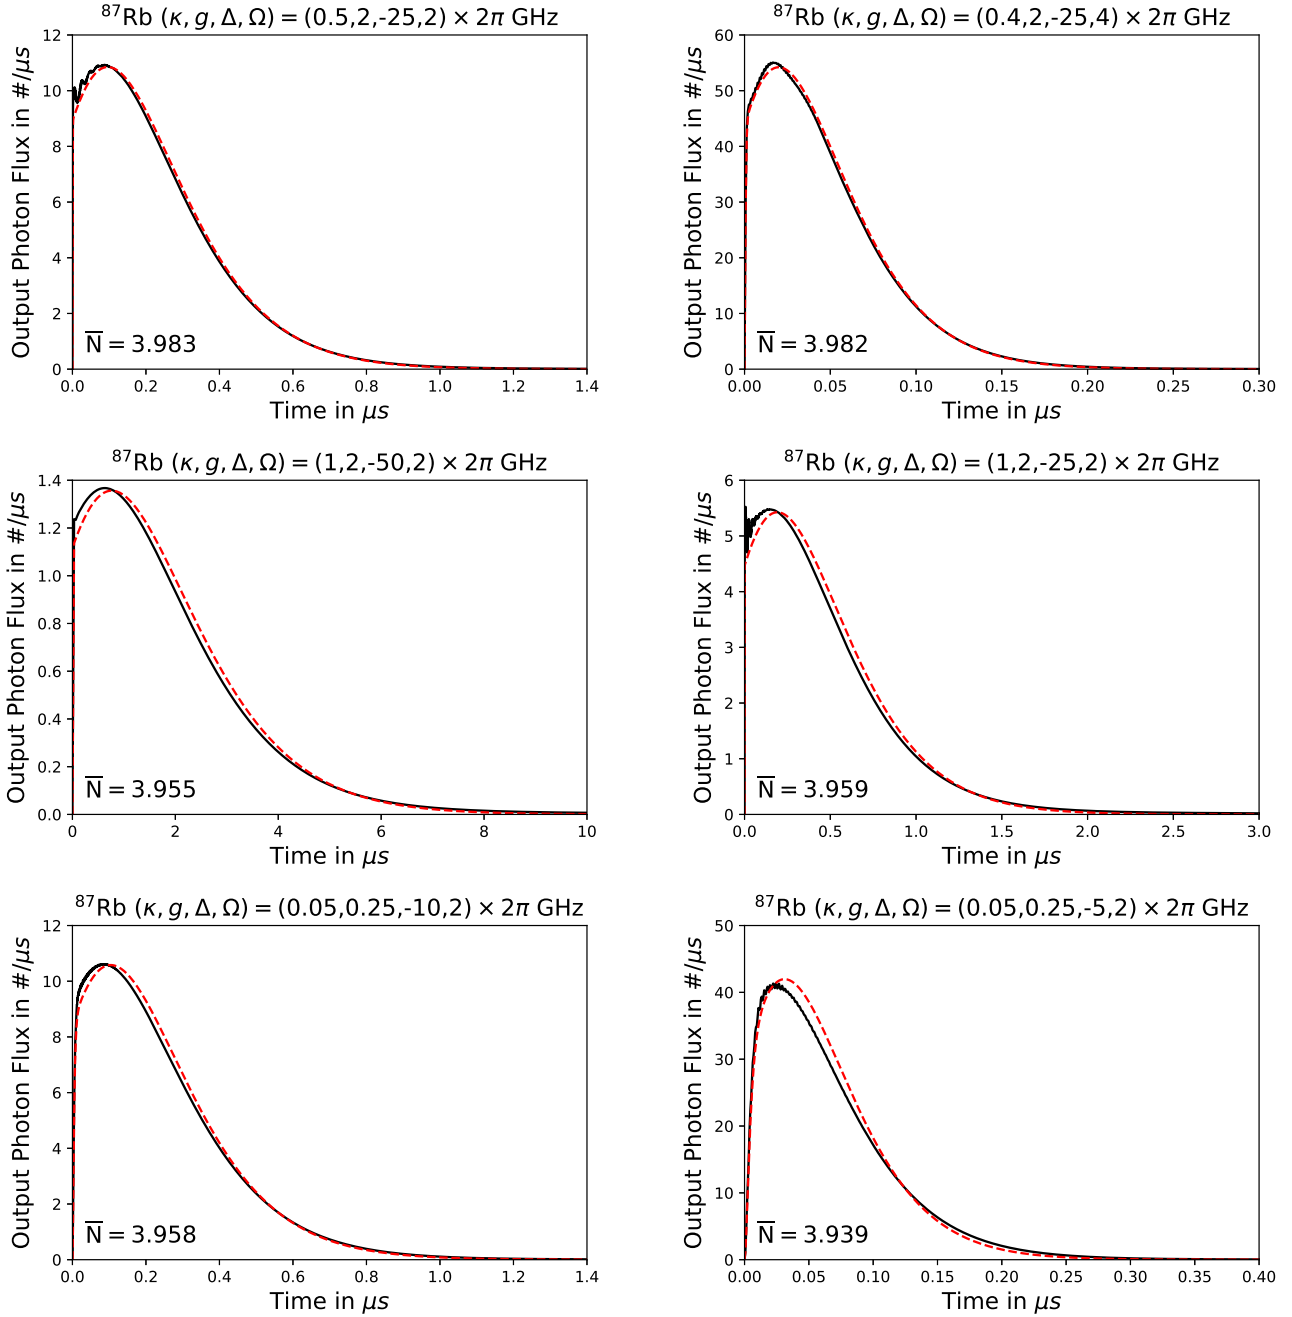 ⁸⁷Rb (κ, g, Δ, Ω) = (0.5,2,-25,2) × 2π GHz
Output Photon Flux in #/μs
12
10
8
6
4
2
0
N̅ = 3.983
0.0 0.2 0.4 0.6 0.8 1.0 1.2 1.4
Time in μs
⁸⁷Rb (κ, g, Δ, Ω) = (0.4,2,-25,4) × 2π GHz
Output Photon Flux in #/μs
60
50
40
30
20
10
0
N̅ = 3.982
0.00 0.05 0.10 0.15 0.20 0.25 0.30
Time in μs
⁸⁷Rb (κ, g, Δ, Ω) = (1,2,-50,2) × 2π GHz
Output Photon Flux in #/μs
1.4
1.2
1.0
0.8
0.6
0.4
0.2
0.0
N̅ = 3.955
0 2 4 6 8 10
Time in μs
⁸⁷Rb (κ, g, Δ, Ω) = (1,2,-25,2) × 2π GHz
Output Photon Flux in #/μs
6
5
4
3
2
1
0
N̅ = 3.959
0.0 0.5 1.0 1.5 2.0 2.5 3.0
Time in μs
⁸⁷Rb (κ, g, Δ, Ω) = (0.05,0.25,-10,2) × 2π GHz
Output Photon Flux in #/μs
12
10
8
6
4
2
0
N̅ = 3.958
0.0 0.2 0.4 0.6 0.8 1.0 1.2 1.4
Time in μs
⁸⁷Rb (κ, g, Δ, Ω) = (0.05,0.25,-5,2) × 2π GHz
Output Photon Flux in #/μs
50
40
30
20
10
0
N̅ = 3.939
0.00 0.05 0.10 0.15 0.20 0.25 0.30 0.35 0.40
Time in μs